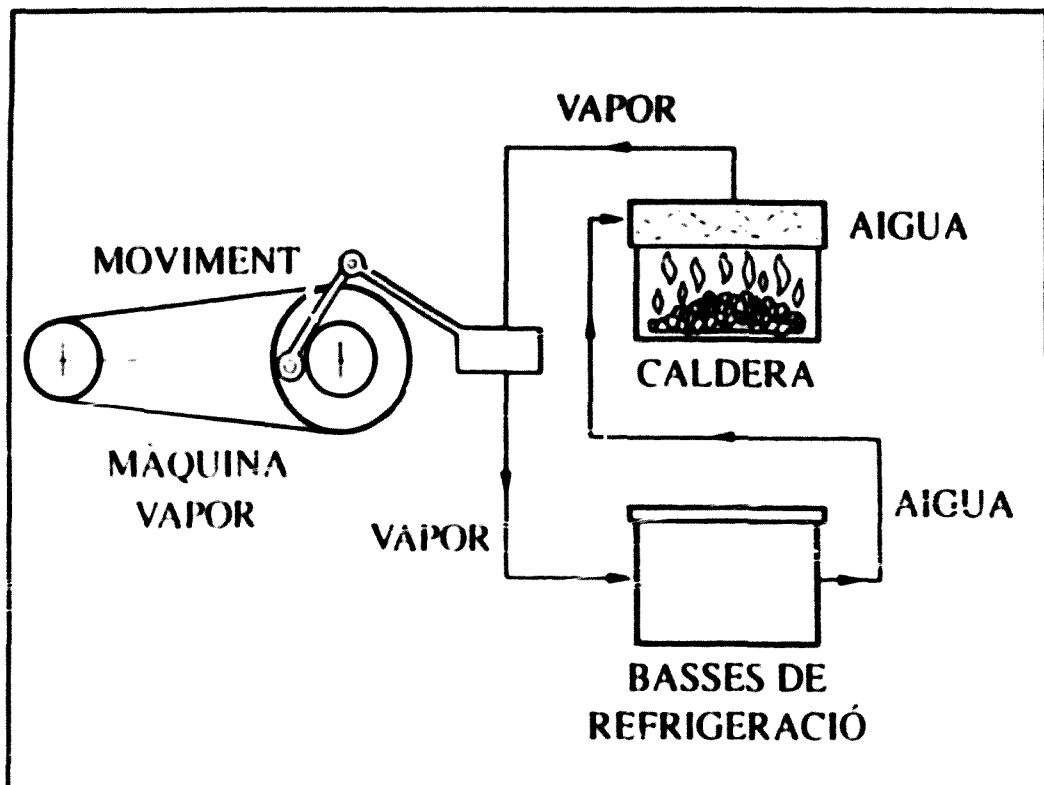 VAPOR
AIGUA
MOVIMENT
CALDERA
MÀQUINA
VAPOR
VAPOR
AIGUA
BASSES DE
REFRIGERACIÓ